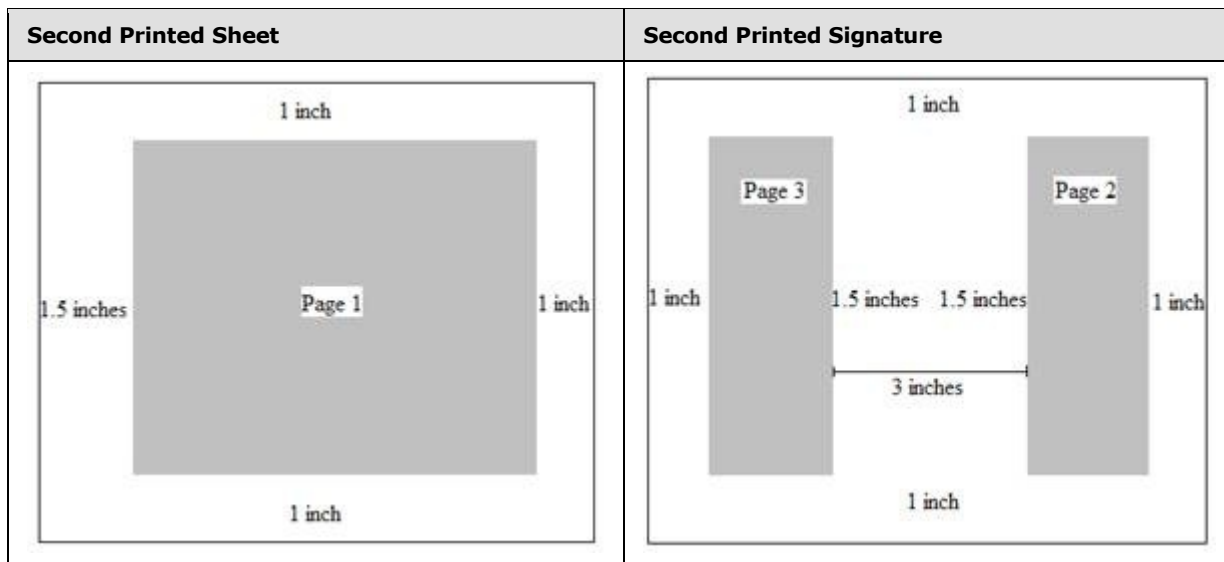 Second Printed Sheet
Second Printed Signature
1 inch
1.5 inches
Page 1
1 inch
1 inch
1 inch
Page 3
Page 2
1 inch
1.5 inches
1.5 inches
1 inch
3 inches
1 inch